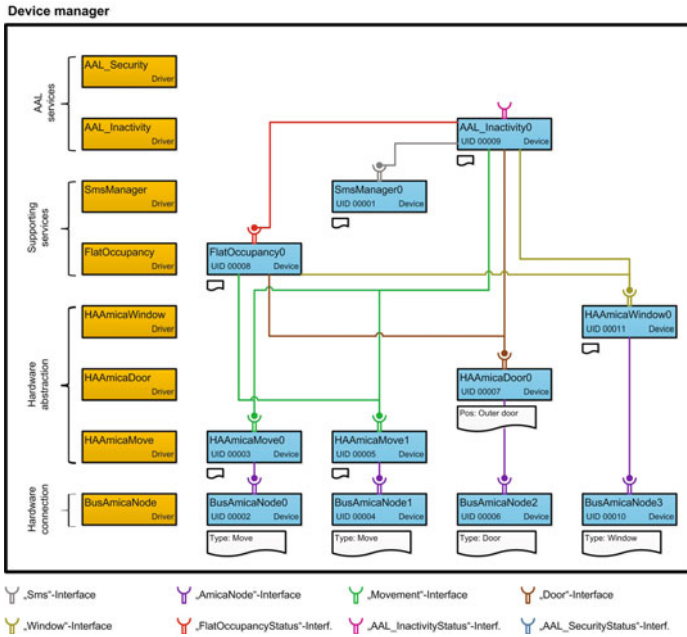 Device manager
AAL services
AAL_Security
Driver
AAL_Inactivity
Driver
AAL_Inactivity0
UID 00009 Device
Supporting services
SmsManager
Driver
SmsManager0
UID 00001 Device
FlatOccupancy
Driver
FlatOccupancy0
UID 00008 Device
Hardware abstraction
HAAmicaWindow
Driver
HAAmicaWindow0
UID 00011 Device
HAAmicaDoor
Driver
HAAmicaDoor0
UID 00007 Device
Pos: Outer door
HAAmicaMove
Driver
HAAmicaMove0
UID 00003 Device
HAAmicaMove1
UID 00005 Device
Hardware connection
BusAmicaNode
Driver
BusAmicaNode0
UID 00002 Device
Type: Move
BusAmicaNode1
UID 00004 Device
Type: Move
BusAmicaNode2
UID 00006 Device
Type: Door
BusAmicaNode3
UID 00010 Device
Type: Window
„Sms“-Interface
„AmicaNode“-Interface
„Movement“-Interface
„Door“-Interface
„Window“-Interface
„FlatOccupancyStatus“-Interf.
„AAL_InactivityStatus“-Interf.
„AAL_SecurityStatus“-Interf.